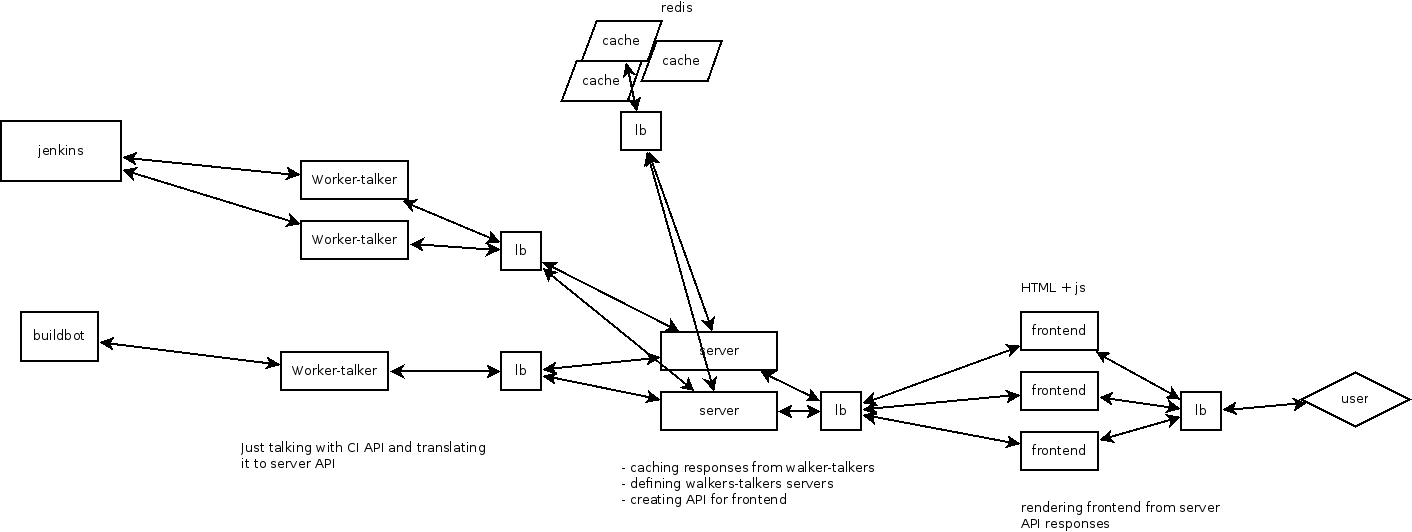 redis
cache
cache
cache
lb
jenkins
Worker-talker
Worker-talker
lb
HTML + js
buildbot
frontend
server
Worker-talker
lb
frontend
user
server
lb
lb
frontend
Just talking with CI API and translating
it to server API
- caching responses from walker-talkers
- defining walkers-talkers servers
- creating API for frontend
rendering frontend from server
API responses